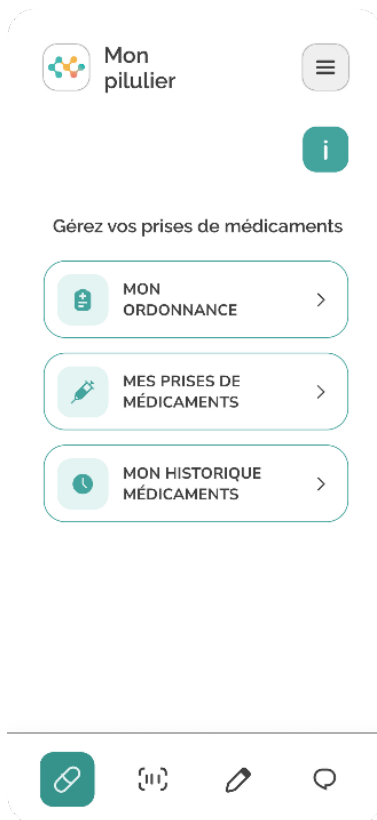 Mon
pilulier
i
Gérez vos prises de médicaments
MON
ORDONNANCE
MES PRISES DE
MÉDICAMENTS
MON HISTORIQUE
MÉDICAMENTS